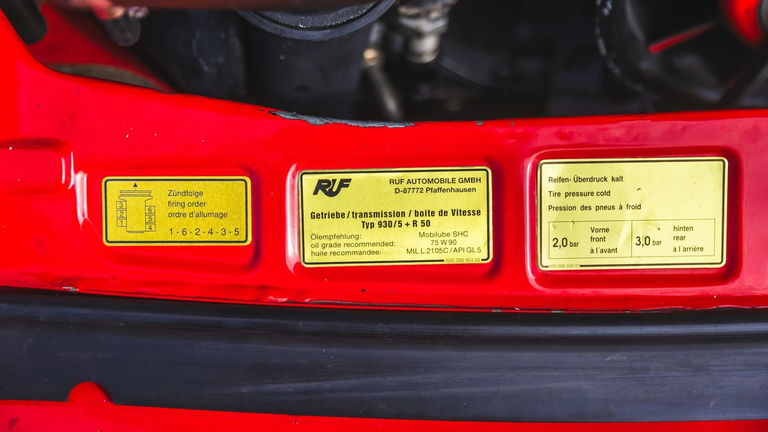 Zündfolge
firing order
ordre d'allumage
1-6-2-4-3-5
3 6
2 5
1 4
RUF
RUF AUTOMOBILE GMBH
D-87772 Pfaffenhausen
Getriebe/transmission/boite de Vitesse
Typ 930/5 + R 50
Ölempfehlung: Mobilube SHC
oil grade recommended: 75 W 90
huile recommandee: MIL L 2105C/API GL 5
Reifen-Überdruck kalt
Tire pressure cold
Pression des pneus à froid
2,0 bar
Vorne
front
à l'avant
3,0 bar
hinten
rear
à l'arrière